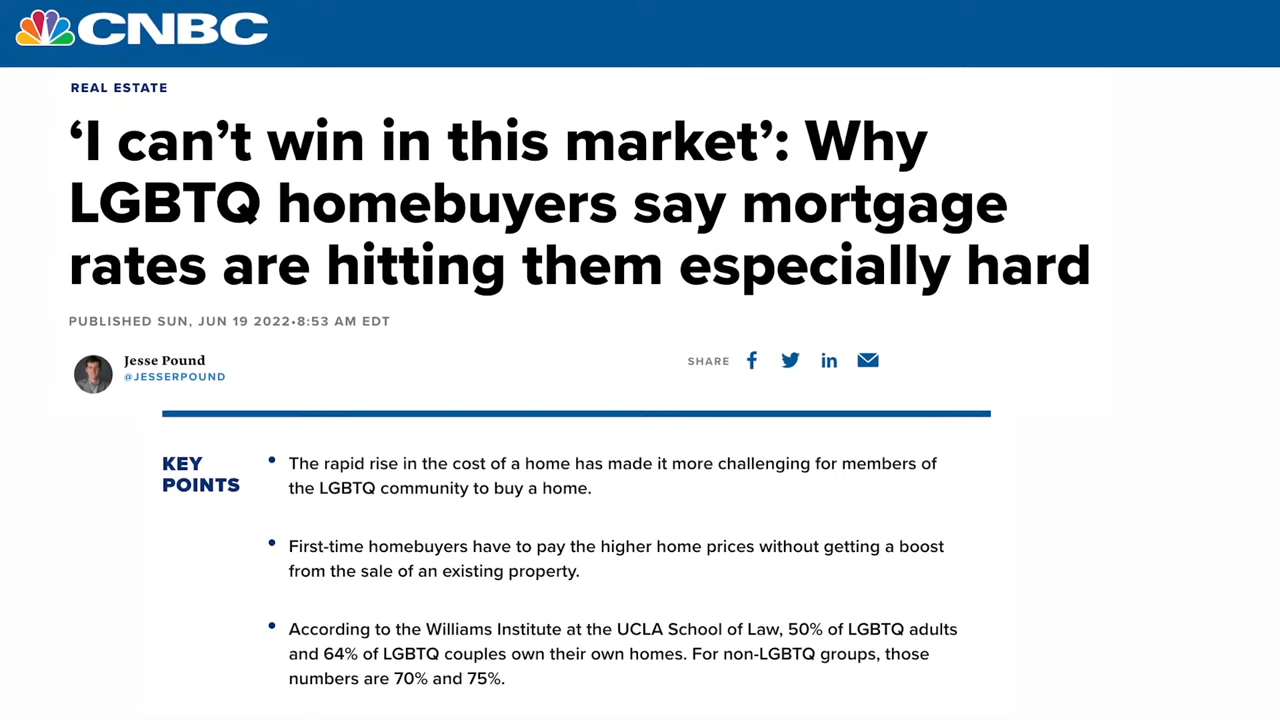 CNBC
REAL ESTATE
‘I can’t win in this market’: Why
LGBTQ homebuyers say mortgage
rates are hitting them especially hard
PUBLISHED SUN, JUN 19 2022•8:53 AM EDT
Jesse Pound
@JESSERPOUND
SHARE
KEY
POINTS
• The rapid rise in the cost of a home has made it more challenging for members of
the LGBTQ community to buy a home.
• First-time homebuyers have to pay the higher home prices without getting a boost
from the sale of an existing property.
• According to the Williams Institute at the UCLA School of Law, 50% of LGBTQ adults
and 64% of LGBTQ couples own their own homes. For non-LGBTQ groups, those
numbers are 70% and 75%.